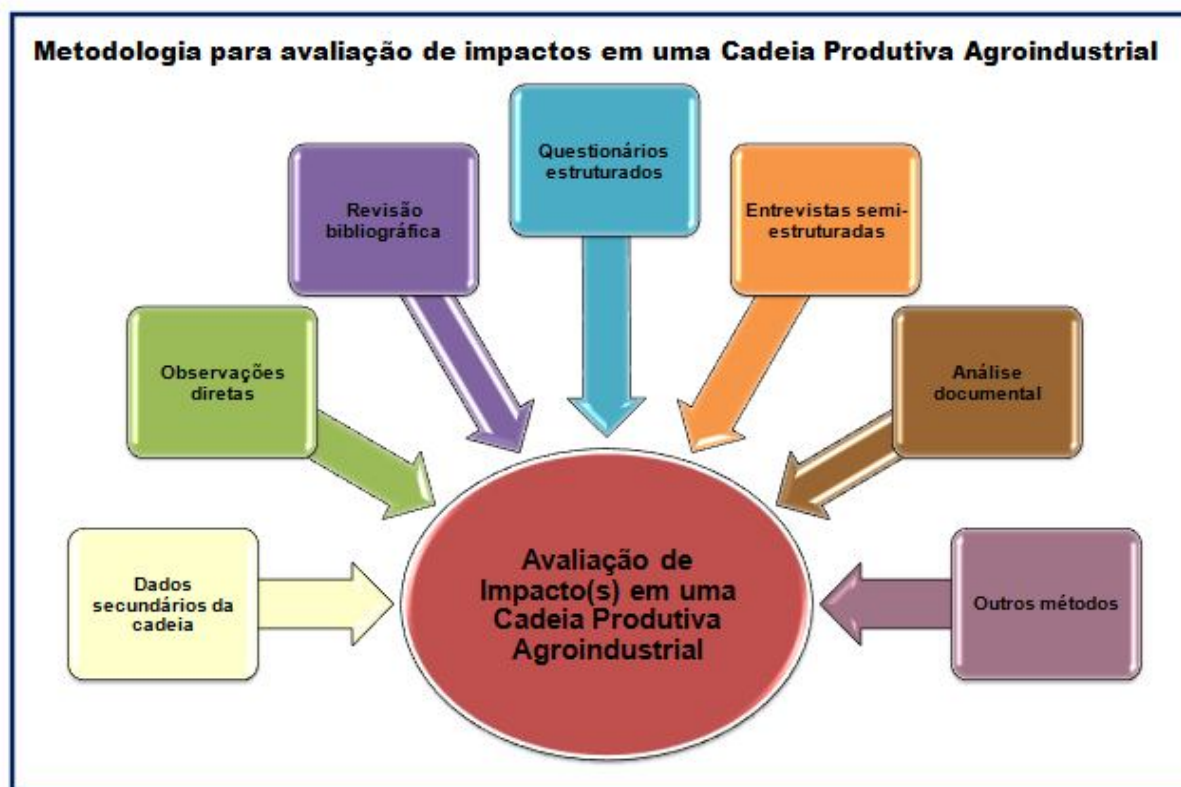 Metodologia para avaliação de impactos em uma Cadeia Produtiva Agroindustrial
Questionários
estruturados
Revisão
bibliográfica
Entrevistas semi-
estruturadas
Observações
diretas
Análise
documental
Dados
secundários da
cadeia
Avaliação de
Impacto(s) em uma
Cadeia Produtiva
Agroindustrial
Outros métodos